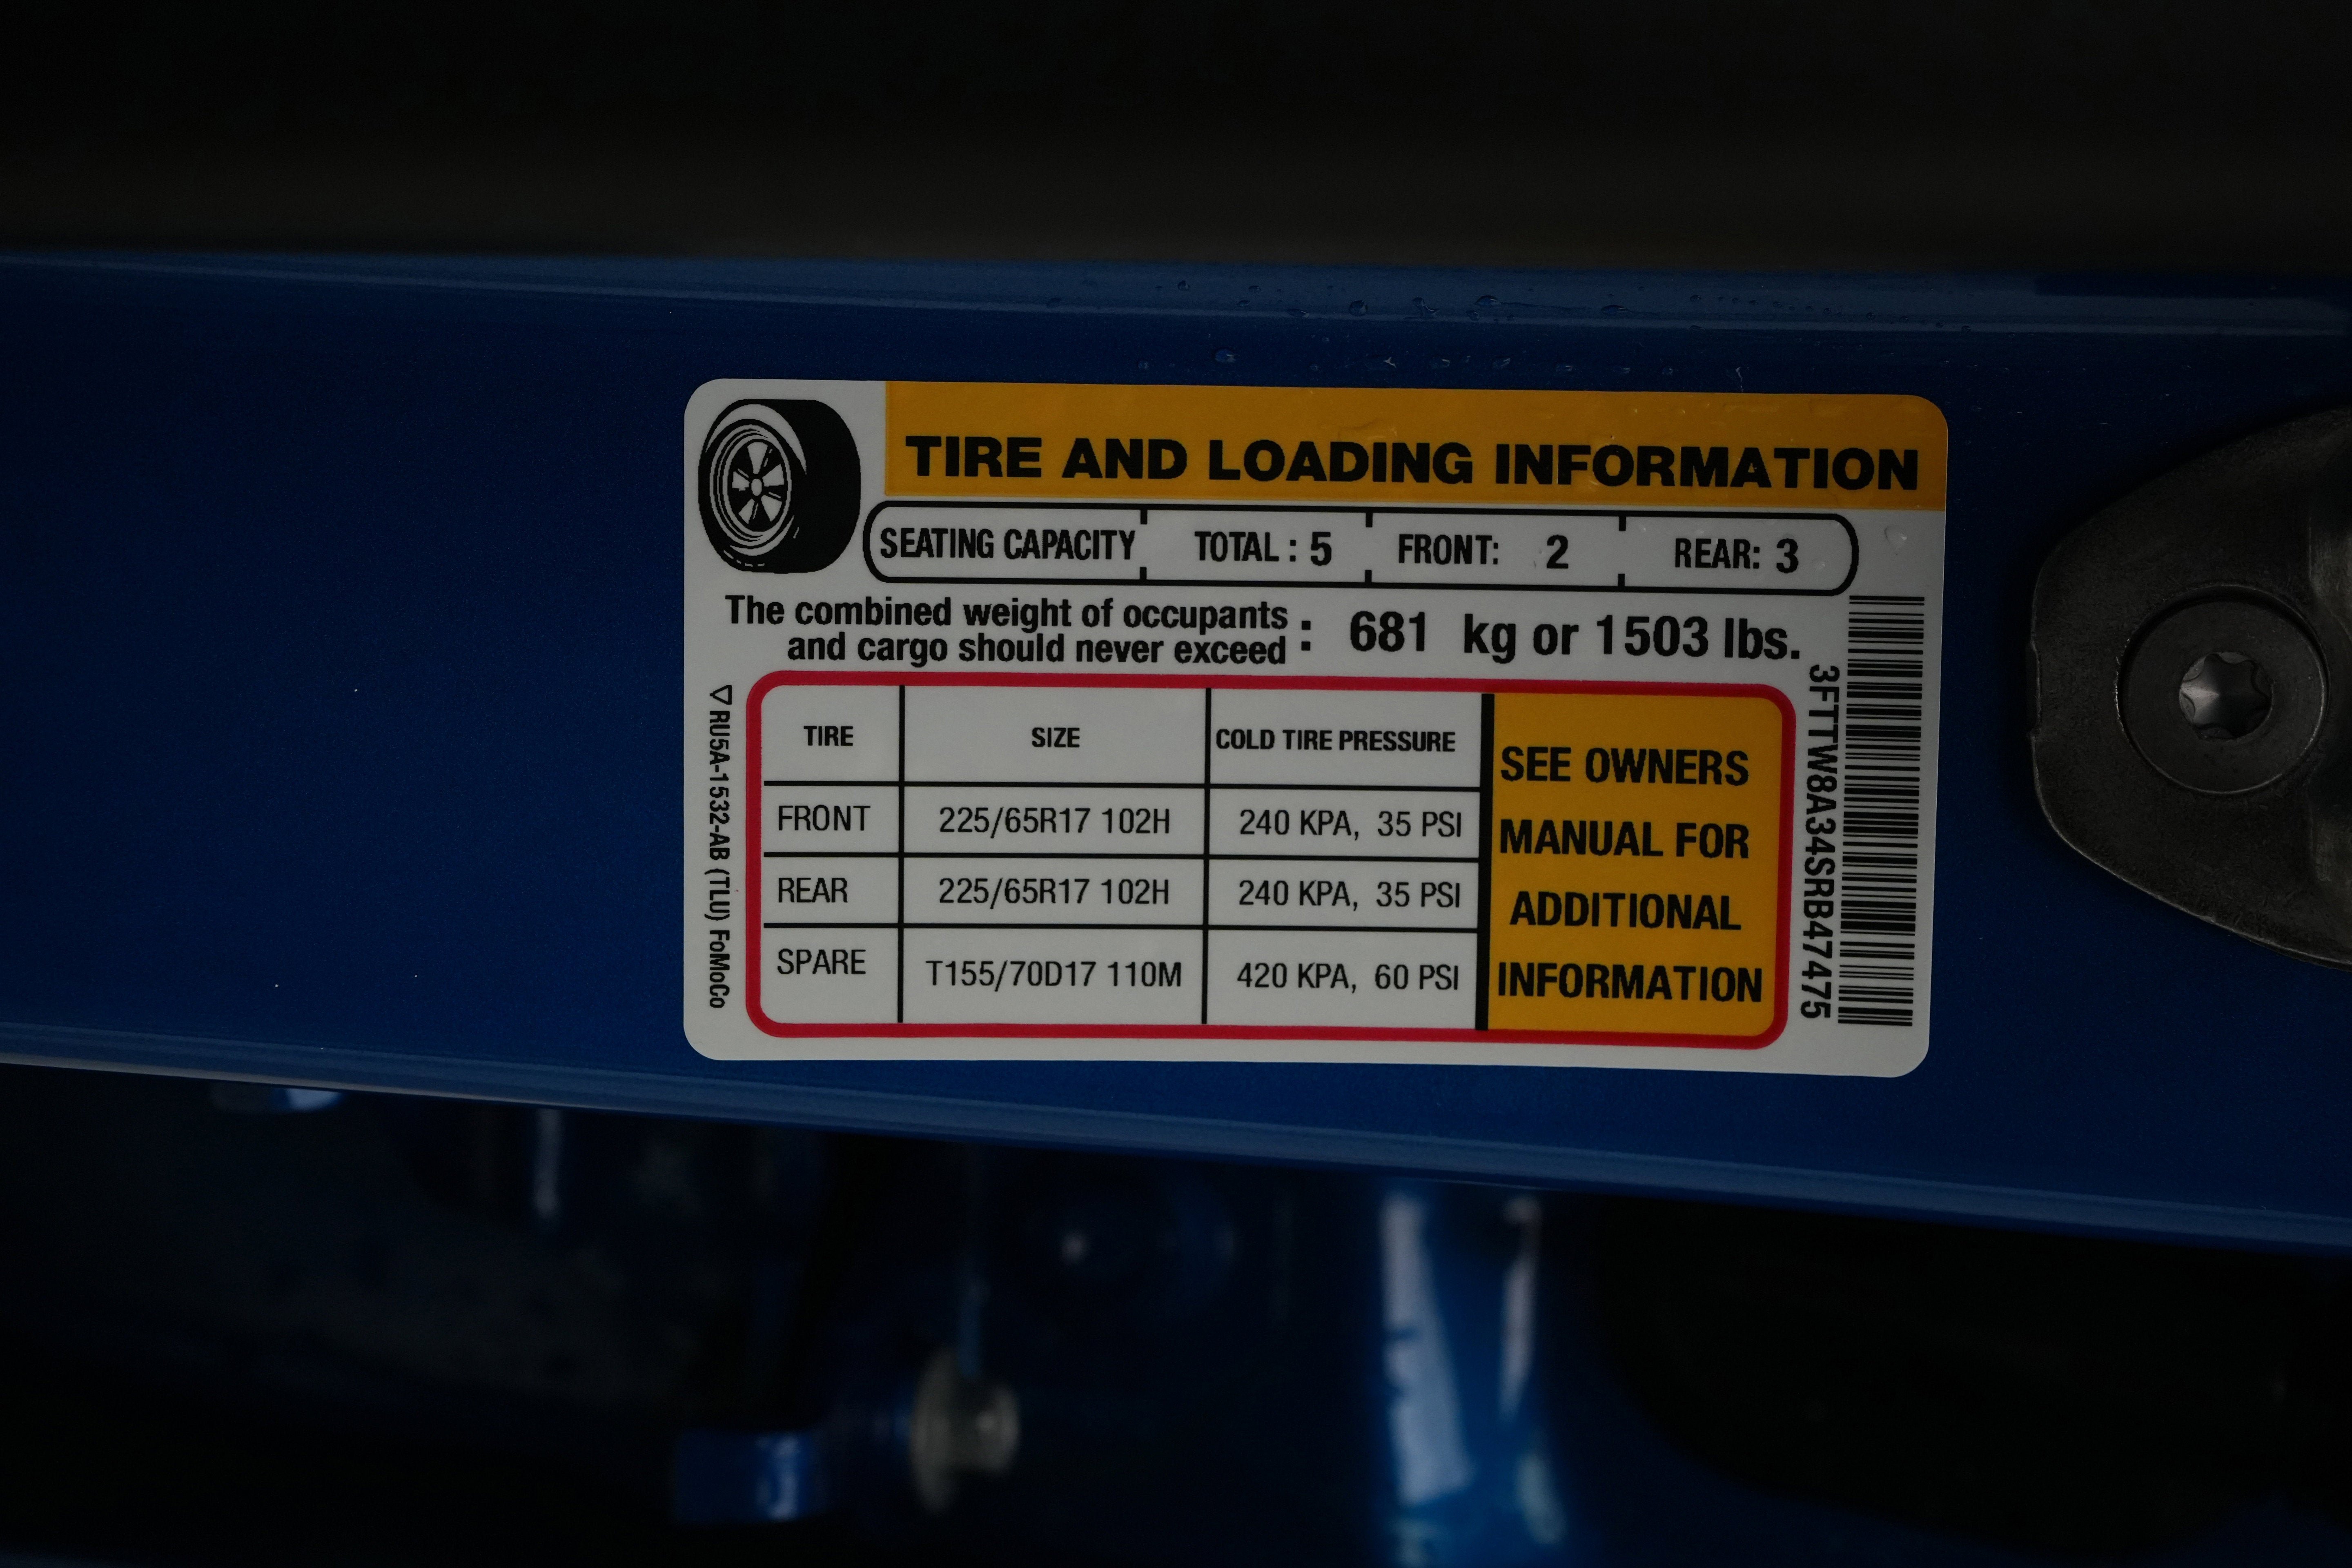 TIRE AND LOADING INFORMATION
SEATING CAPACITY TOTAL : 5 FRONT: 2 REAR: 3
The combined weight of occupants
and cargo should never exceed : 681 kg or 1503 lbs.
TIRE SIZE COLD TIRE PRESSURE
FRONT 225/65R17 102H 240 KPA, 35 PSI
REAR 225/65R17 102H 240 KPA, 35 PSI
SPARE T155/70D17 110M 420 KPA, 60 PSI
SEE OWNERS
MANUAL FOR
ADDITIONAL
INFORMATION
3FTTW8A34SRB47475
RU5A-1532-AB (TLU) FoMoCo